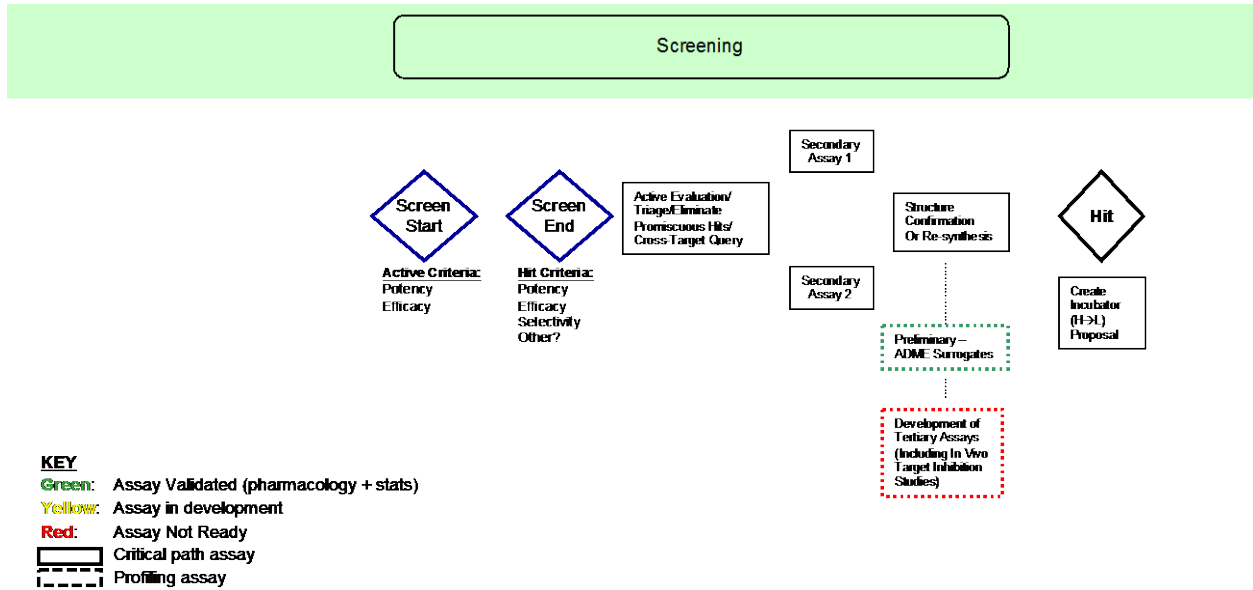 Screening
Screen
Start
Active Criteria:
Potency
Efficacy
Screen
End
Hit Criteria:
Potency
Efficacy
Selectivity
Other?
Active Evaluation/
Triage/Eliminate
Promiscuous Hits/
Cross-Target Query
Secondary
Assay 1
Secondary
Assay 2
Structure
Confirmation
Or Re-synthesis
Preliminary –
ADME Surrogates
Development of
Tertiary Assays
(Including In Vivo
Target Inhibition
Studies)
Hit
Create
Incubator
(H→L)
Proposal
KEY
Green: Assay Validated (pharmacology + stats)
Yellow: Assay in development
Red: Assay Not Ready
Critical path assay
Profiling assay